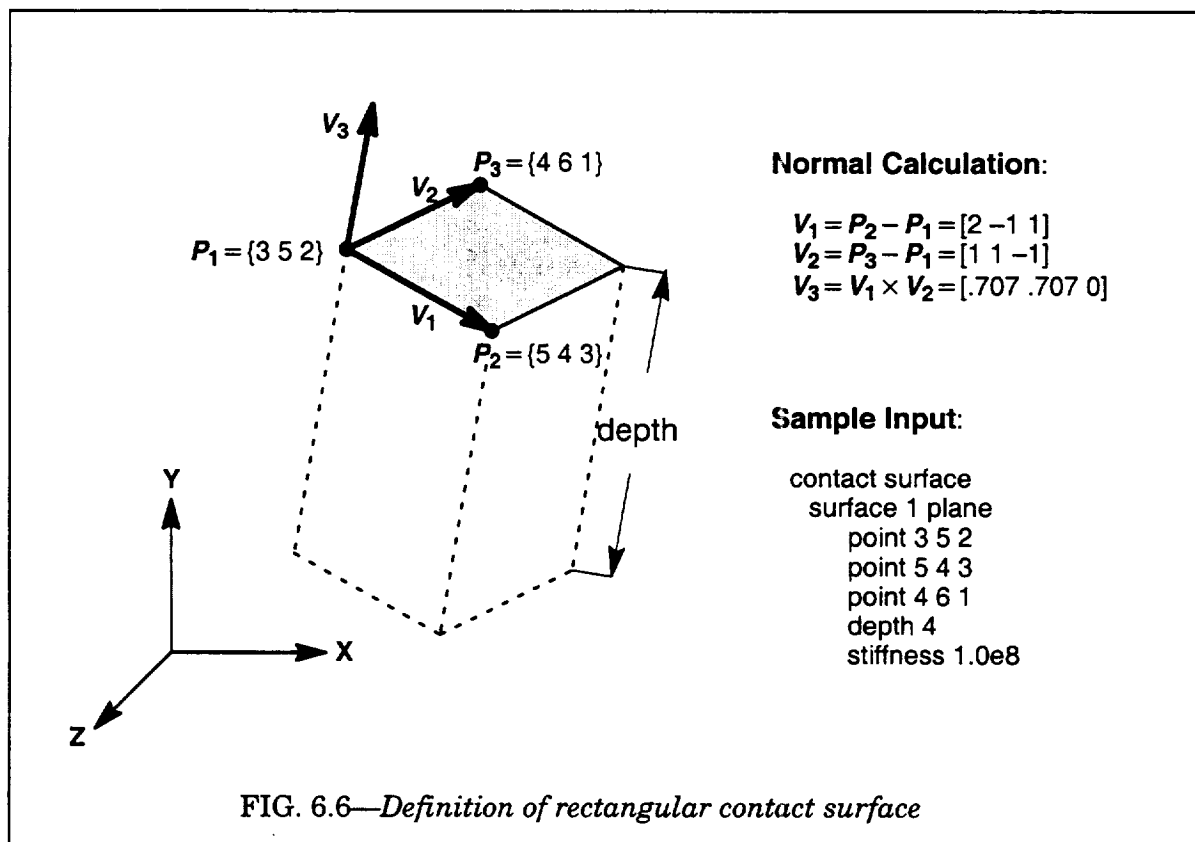 V3
P3={4 6 1}
V2
P1={3 5 2}
V1
P2={5 4 3}
depth
Y
X
Z
Normal Calculation:
V1 = P2 – P1 = [2 –1 1]
V2 = P3 – P1 = [1 1 –1]
V3 = V1 × V2 = [.707 .707 0]
Sample Input:
contact surface
surface 1 plane
point 3 5 2
point 5 4 3
point 4 6 1
depth 4
stiffness 1.0e8
FIG. 6.6—Definition of rectangular contact surface